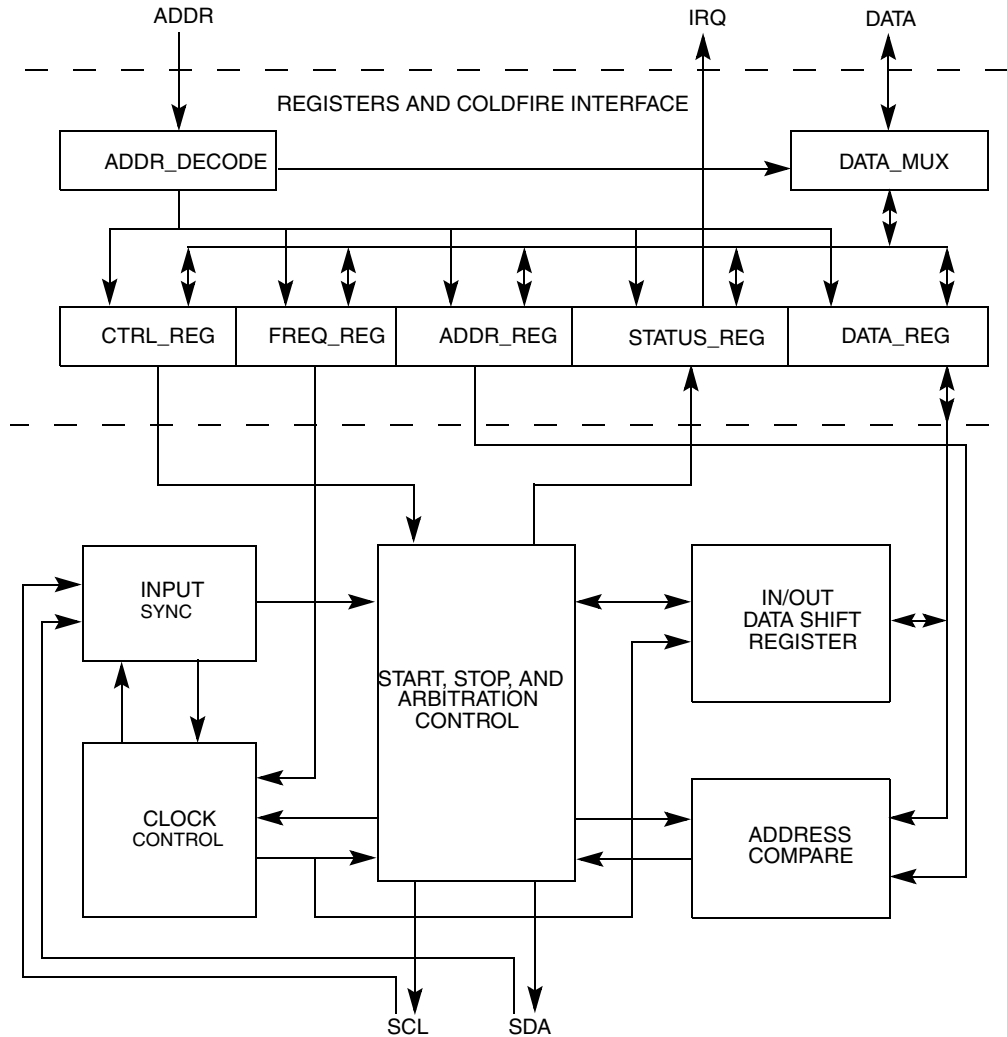 ADDR
IRQ
DATA
REGISTERS AND COLDFIRE INTERFACE
ADDR_DECODE
DATA_MUX
CTRL_REG
FREQ_REG
ADDR_REG
STATUS_REG
DATA_REG
INPUT
SYNC
IN/OUT
DATA SHIFT
REGISTER
START, STOP, AND
ARBITRATION
CONTROL
CLOCK
CONTROL
ADDRESS
COMPARE
SCL
SDA